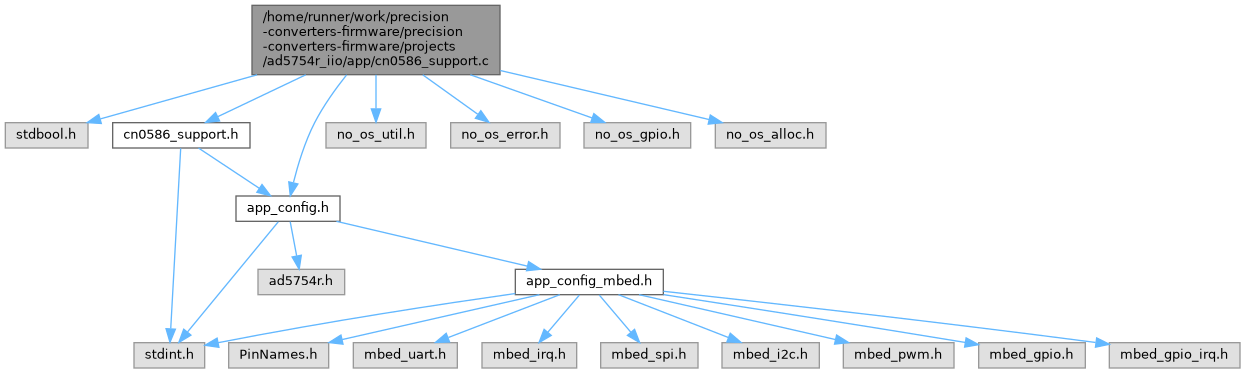 /home/runner/work/precision
-converters-firmware/precision
-converters-firmware/projects
/ad5754r_iio/app/cn0586_support.c
stdbool.h
cn0586_support.h
no_os_util.h
no_os_error.h
no_os_gpio.h
no_os_alloc.h
app_config.h
ad5754r.h
app_config_mbed.h
stdint.h
PinNames.h
mbed_uart.h
mbed_irq.h
mbed_spi.h
mbed_i2c.h
mbed_pwm.h
mbed_gpio.h
mbed_gpio_irq.h